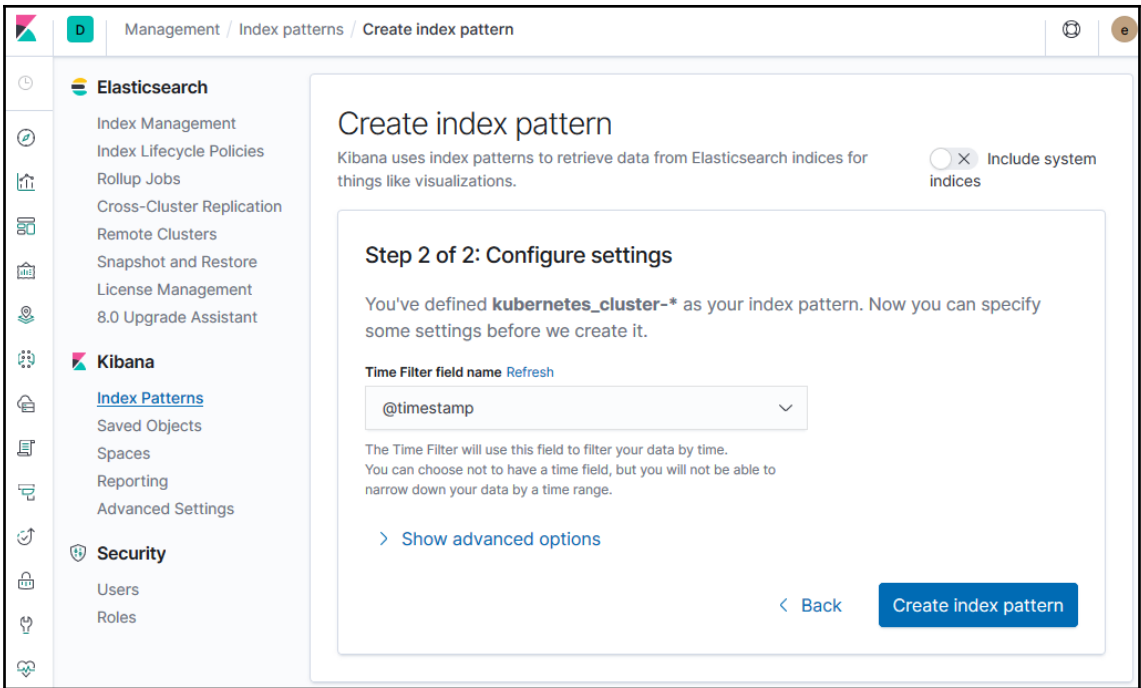 D
Management / Index patterns / Create index pattern
e
Elasticsearch
Index Management
Index Lifecycle Policies
Rollup Jobs
Cross-Cluster Replication
Remote Clusters
Snapshot and Restore
License Management
8.0 Upgrade Assistant
Kibana
Index Patterns
Saved Objects
Spaces
Reporting
Advanced Settings
Security
Users
Roles
Create index pattern
Kibana uses index patterns to retrieve data from Elasticsearch indices for
things like visualizations.
Include system
indices
Step 2 of 2: Configure settings
You've defined kubernetes_cluster-* as your index pattern. Now you can specify
some settings before we create it.
Time Filter field name Refresh
@timestamp
The Time Filter will use this field to filter your data by time.
You can choose not to have a time field, but you will not be able to
narrow down your data by a time range.
Show advanced options
Back
Create index pattern